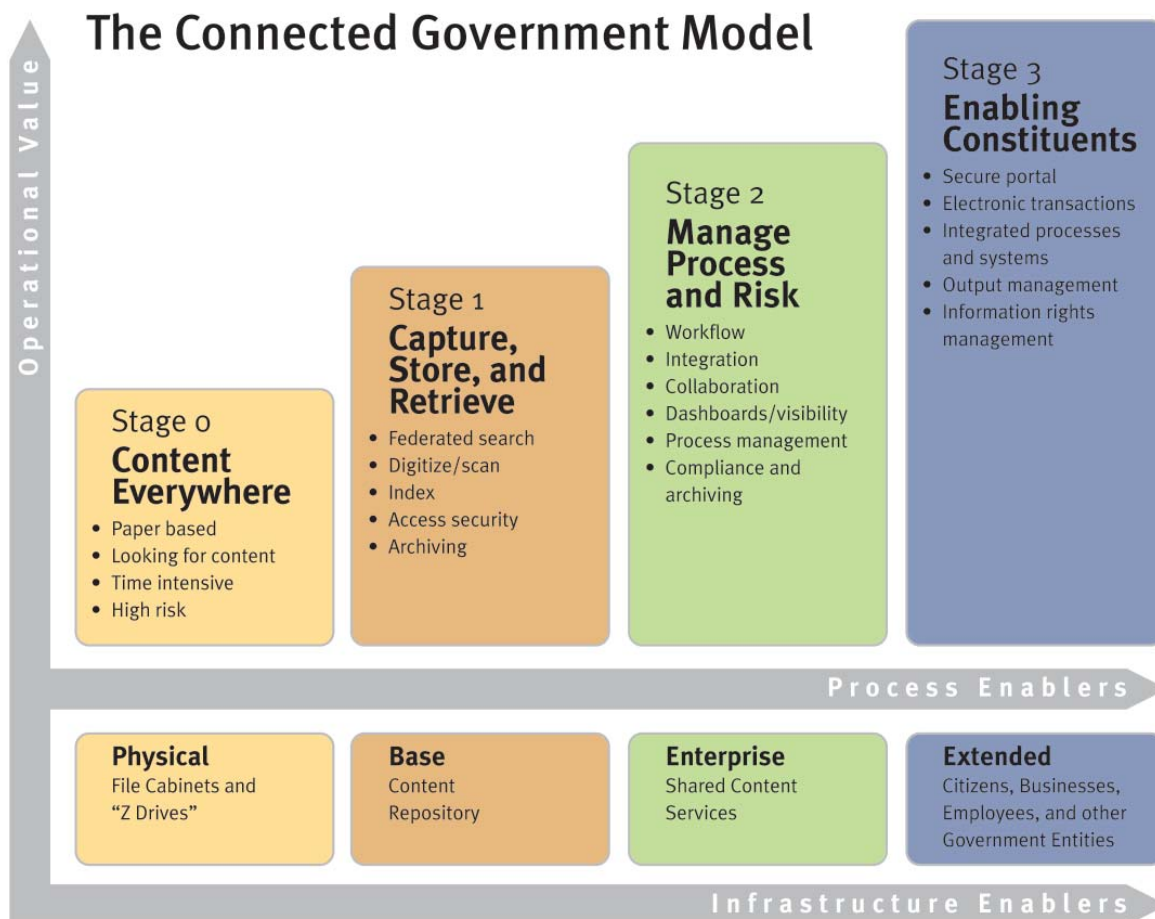 The Connected Government Model
Operational Value
Stage 0
Content
Everywhere
• Paper based
• Looking for content
• Time intensive
• High risk
Stage 1
Capture,
Store, and
Retrieve
• Federated search
• Digitize/scan
• Index
• Access security
• Archiving
Stage 2
Manage
Process
and Risk
• Workflow
• Integration
• Collaboration
• Dashboards/visibility
• Process management
• Compliance and
archiving
Stage 3
Enabling
Constituents
• Secure portal
• Electronic transactions
• Integrated processes
and systems
• Output management
• Information rights
management
Process Enablers
Physical
File Cabinets and
“Z Drives”
Base
Content
Repository
Enterprise
Shared Content
Services
Extended
Citizens, Businesses,
Employees, and other
Government Entities
Infrastructure Enablers